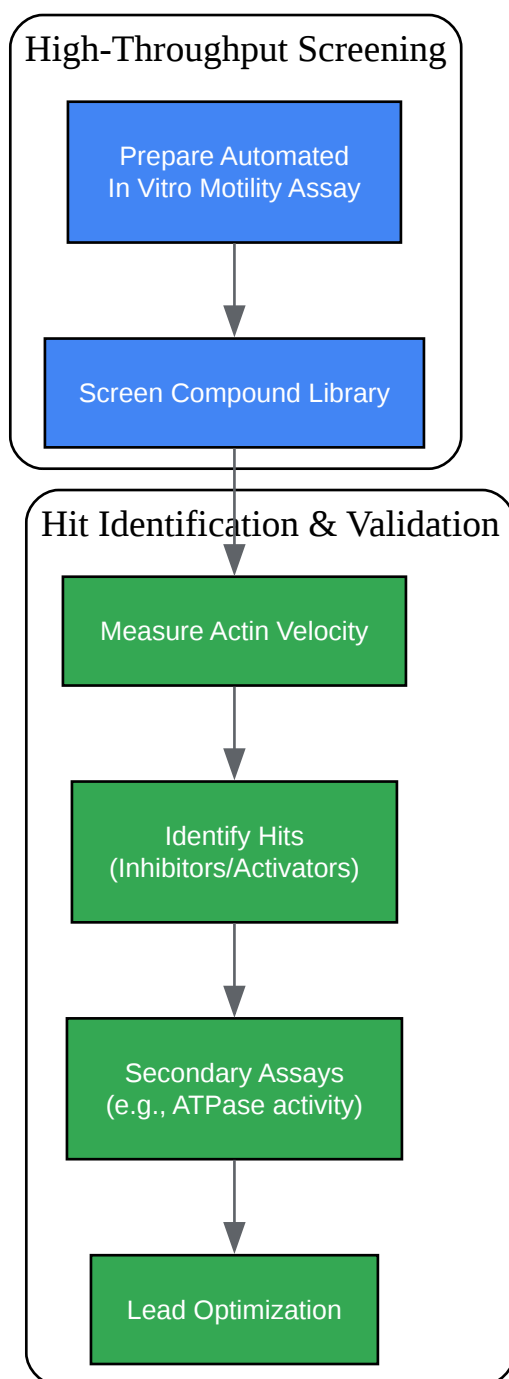 High-Throughput Screening
Prepare Automated
In Vitro Motility Assay
Screen Compound Library
Hit Identification & Validation
Measure Actin Velocity
Identify Hits
(Inhibitors/Activators)
Secondary Assays
(e.g., ATPase activity)
Lead Optimization